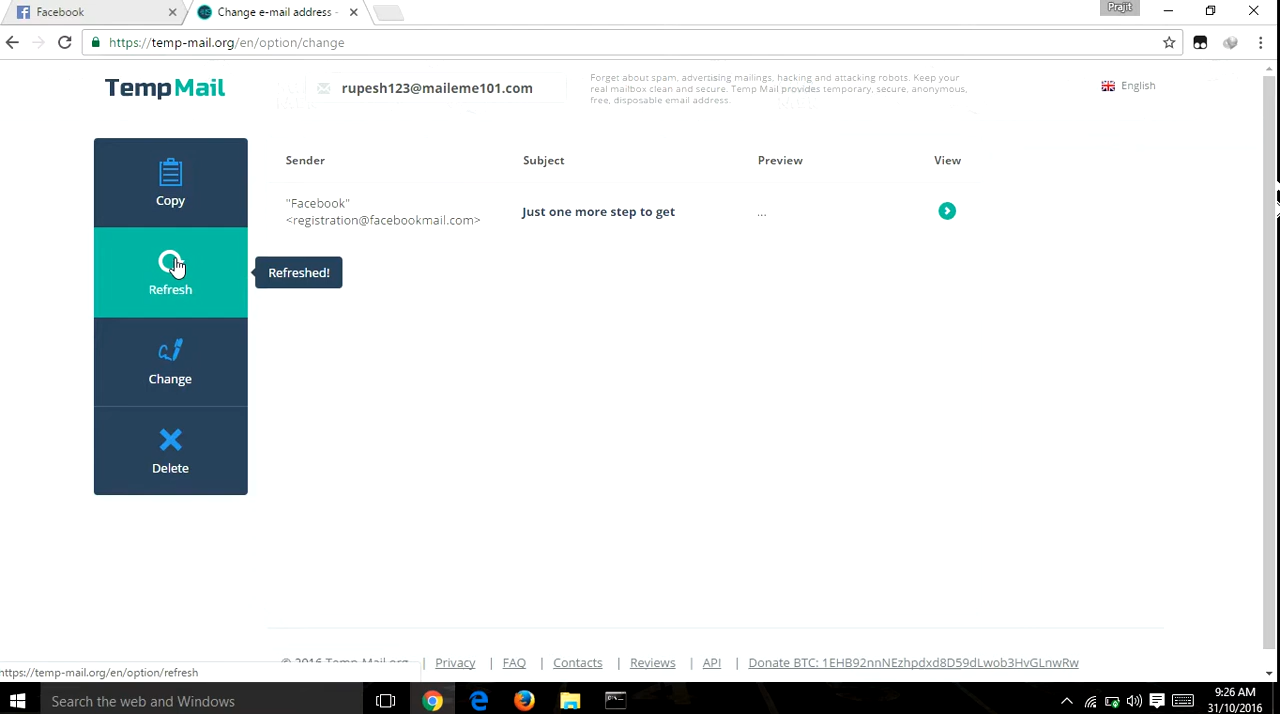 Facebook
Change e-mail address -
Prajit
https://temp-mail.org/en/option/change
TempMail
rupesh123@maileme101.com
Forget about spam, advertising mailings, hacking and attacking robots. Keep your
real mailbox clean and secure. Temp Mail provides temporary, secure, anonymous,
free, disposable email address.
English
Copy
Refresh
Refreshed!
Change
Delete
Sender Subject Preview View
"Facebook"
<registration@facebookmail.com>
Just one more step to get
...
© 2016 Temp-Mail.org | Privacy | FAQ | Contacts | Reviews | API | Donate BTC: 1EHB92nnNEzhpdxd8D59dLwob3HvGLnwRw
https://temp-mail.org/en/option/refresh
Search the web and Windows
9:26 AM
31/10/2016